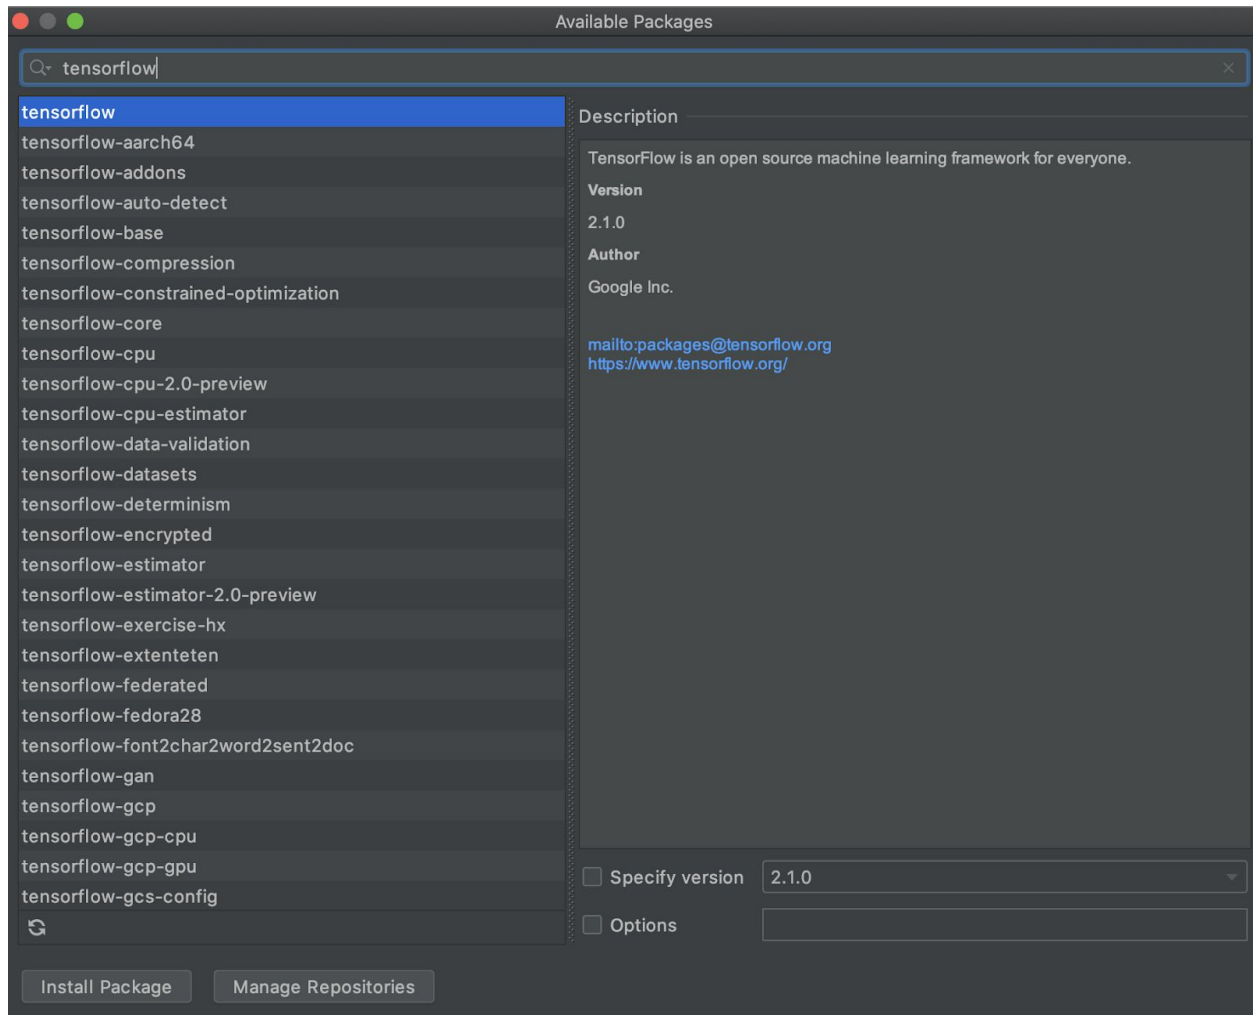 Available Packages
tensorflow
tensorflow
tensorflow-aarch64
tensorflow-addons
tensorflow-auto-detect
tensorflow-base
tensorflow-compression
tensorflow-constrained-optimization
tensorflow-core
tensorflow-cpu
tensorflow-cpu-2.0-preview
tensorflow-cpu-estimator
tensorflow-data-validation
tensorflow-datasets
tensorflow-determinism
tensorflow-encrypted
tensorflow-estimator
tensorflow-estimator-2.0-preview
tensorflow-exercise-hx
tensorflow-extenteten
tensorflow-federated
tensorflow-fedora28
tensorflow-font2char2word2sent2doc
tensorflow-gan
tensorflow-gcp
tensorflow-gcp-cpu
tensorflow-gcp-gpu
tensorflow-gcs-config
Description
TensorFlow is an open source machine learning framework for everyone.
Version
2.1.0
Author
Google Inc.
mailto:packages@tensorflow.org
https://www.tensorflow.org/
Specify version 2.1.0
Options
Install Package Manage Repositories